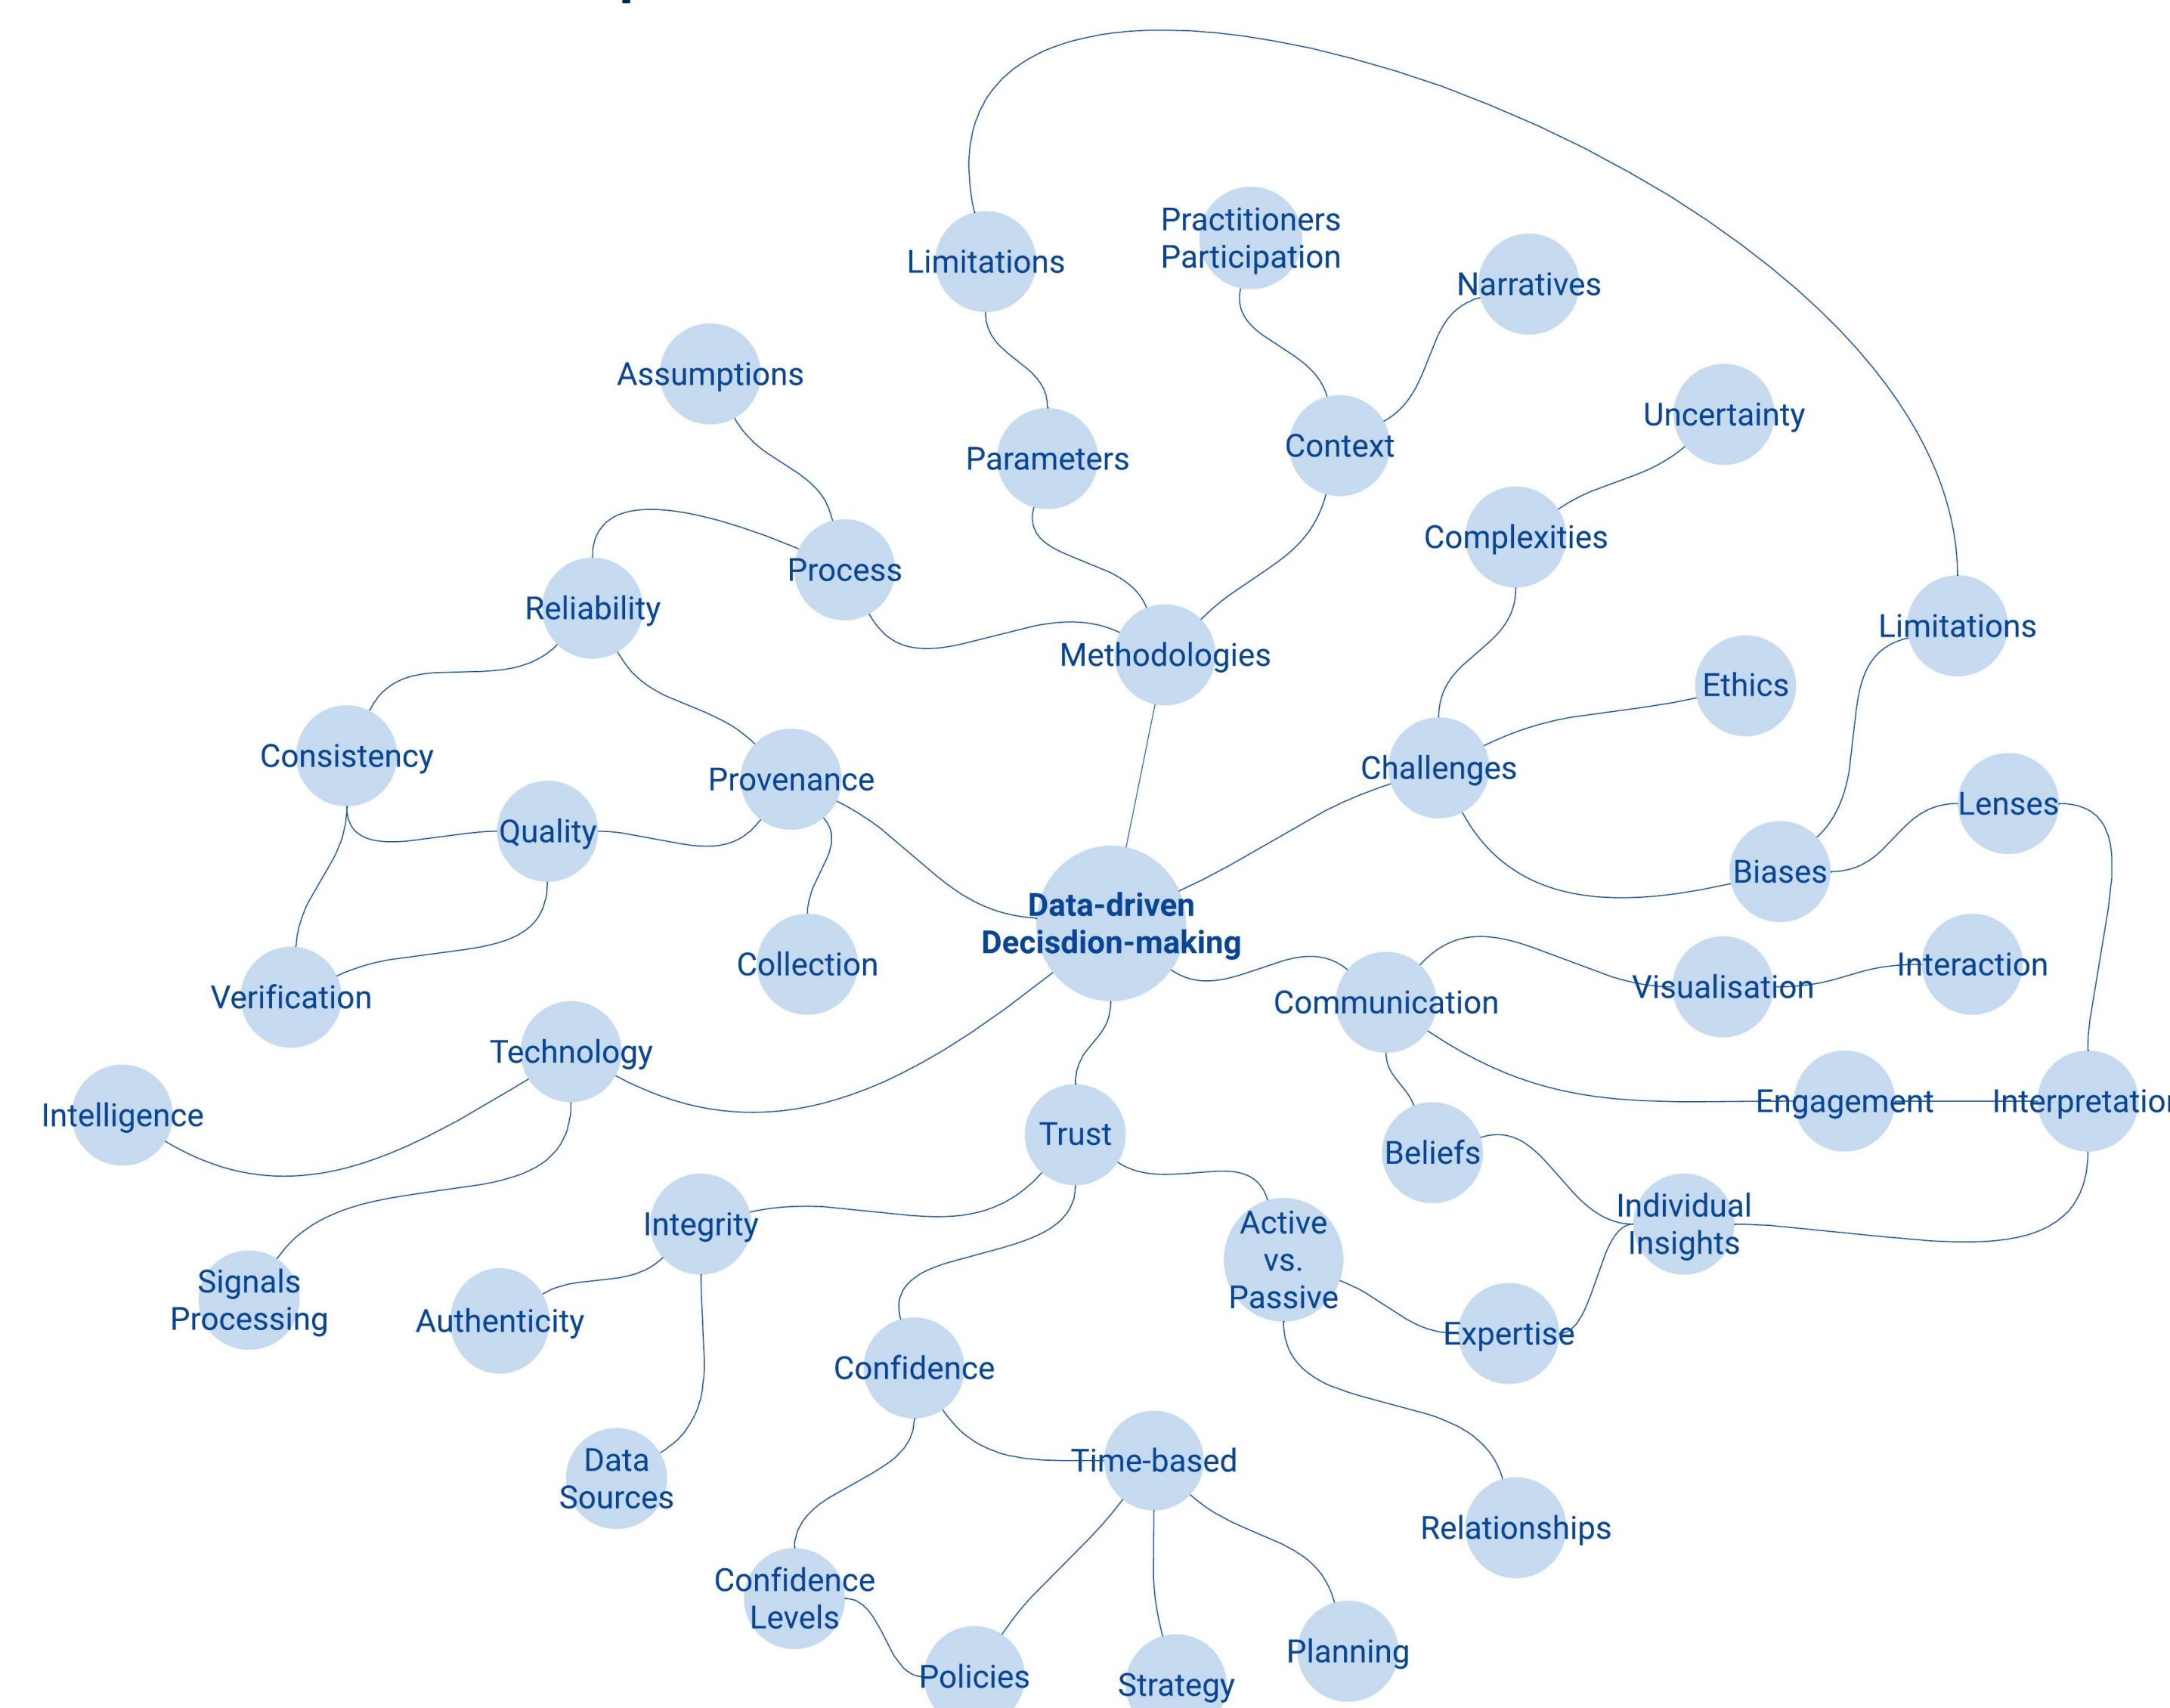 Limitations
Practitioners
Participation
Narratives
Assumptions
Uncertainty
Parameters
Context
Complexities
Process
Reliability
Limitations
Methodologies
Ethics
Consistency
Challenges
Provenance
Lenses
Quality
Biases
Data-driven
Decisdion-making
Collection
Interaction
Visualisation
Verification
Communication
Technology
Intelligence
Engagement
Interpretation
Trust
Beliefs
Individual
Insights
Integrity
Active
vs.
Passive
Signals
Processing
Authenticity
Expertise
Confidence
Data
Sources
Time-based
Relationships
Confidence
Levels
Planning
Policies
Strategy